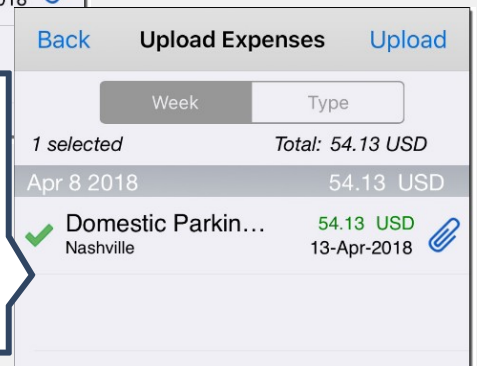 Back Upload Expenses Upload
Week Type
1 selected Total: 54.13 USD
Apr 8 2018 54.13 USD
Domestic Parkin... 54.13 USD
Nashville 13-Apr-2018